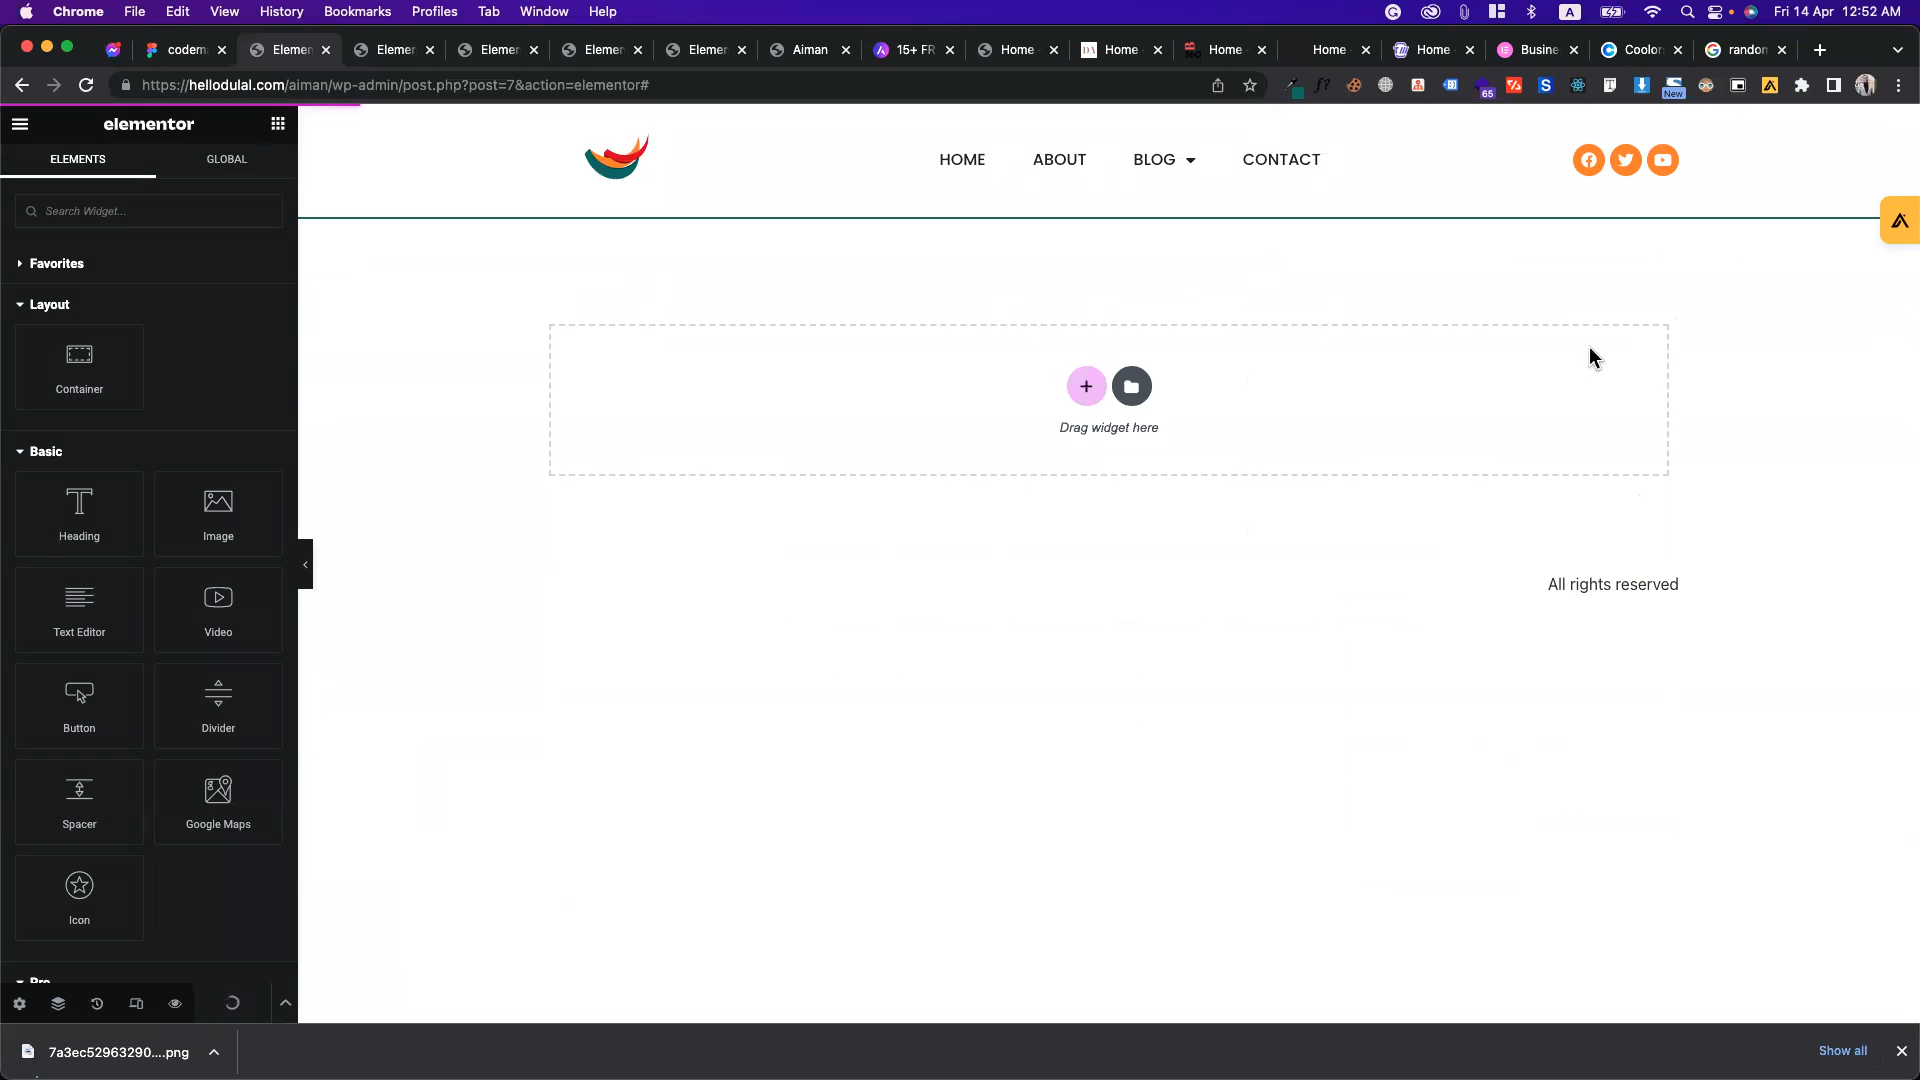 Chrome File Edit View History Bookmarks Profiles Tab Window Help A Fri 14 Apr 12:52 AM
codem Elemen Elemen Elemen Elemen Elemen Aiman 15+ FR Home Home Home Home Home Busine Coolor random
https://hellodulal.com/aiman/wp-admin/post.php?post=7&action=elementor#
65 New
elementor
ELEMENTS GLOBAL
Search Widget...
Favorites
Layout
Container
Basic
Heading Image
Text Editor Video
Button Divider
Spacer Google Maps
Icon
Pro
HOME ABOUT BLOG CONTACT
Drag widget here
All rights reserved
7a3ec52963290....png
Show all